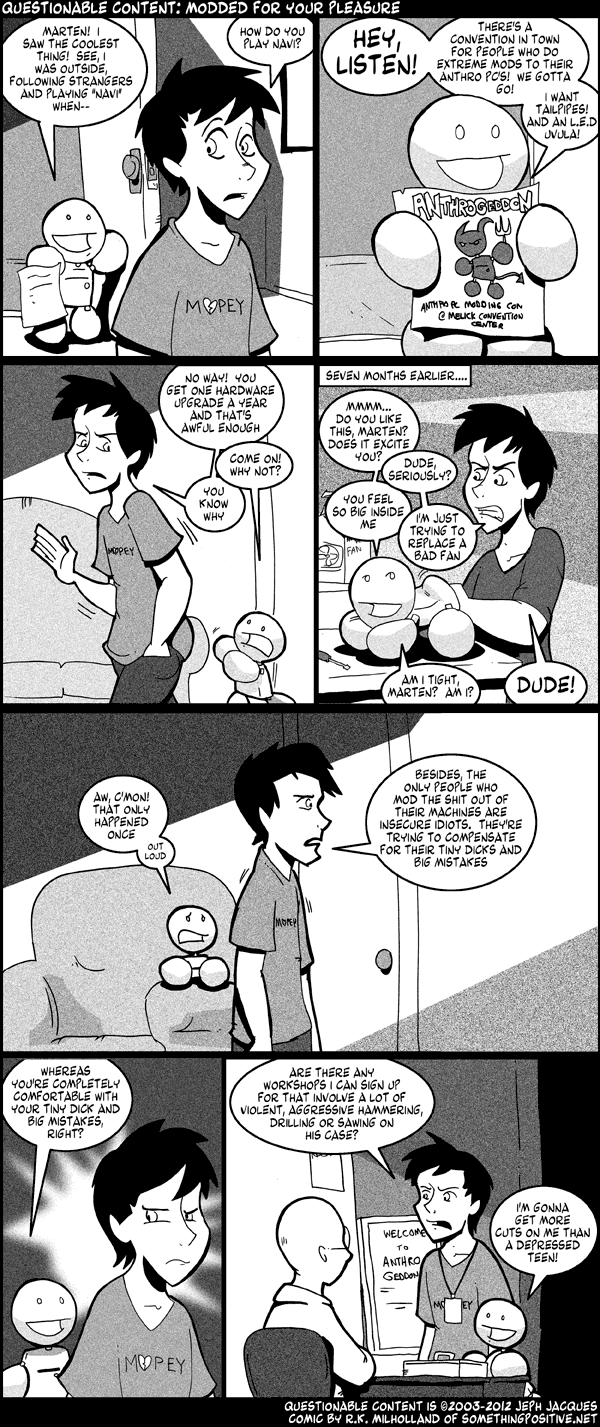 QUESTIONABLE CONTENT: MODDED FOR YOUR PLEASURE
MARTEN! I
SAW THE COOLEST
THING! SEE, I
WAS OUTSIDE,
FOLLOWING STRANGERS
AND PLAYING "NAVI"
WHEN--
HOW DO YOU
PLAY NAVI?
MOPEY
HEY,
LISTEN!
THERE'S A
CONVENTION IN TOWN
FOR PEOPLE WHO DO
EXTREME MODS TO THEIR
ANTHRO PC'S! WE GOTTA
GO!
I WANT
TAILPIPES!
AND AN L.E.D
UVULA!
ANTHROGEDDON
ANTHRO PC MODDING CON
@ MELICK CONVENTION
CENTER
NO WAY! YOU
GET ONE HARDWARE
UPGRADE A YEAR
AND THAT'S
AWFUL ENOUGH
COME ON!
WHY NOT?
YOU
KNOW
WHY
MOPEY
SEVEN MONTHS EARLIER....
MMMM...
DO YOU LIKE
THIS, MARTEN?
DOES IT EXCITE
YOU?
DUDE,
SERIOUSLY?
YOU FEEL
SO BIG INSIDE
ME
I'M JUST
TRYING TO
REPLACE A
BAD FAN
FAN
AM I TIGHT,
MARTEN? AM I?
DUDE!
AW, C'MON!
THAT ONLY
HAPPENED
ONCE
OUT
LOUD
BESIDES, THE
ONLY PEOPLE WHO
MOD THE SHIT OUT OF
THEIR MACHINES ARE
INSECURE IDIOTS. THEY'RE
TRYING TO COMPENSATE
FOR THEIR TINY DICKS AND
BIG MISTAKES
MOPEY
WHEREAS
YOU'RE COMPLETELY
COMFORTABLE WITH
YOUR TINY DICK AND
BIG MISTAKES,
RIGHT?
MOPEY
ARE THERE ANY
WORKSHOPS I CAN SIGN UP
FOR THAT INVOLVE A LOT OF
VIOLENT, AGGRESSIVE HAMMERING,
DRILLING OR SAWING ON
HIS CASE?
WELCOME
TO
ANTHRO
GEDDON
MOPEY
I'M GONNA
GET MORE
CUTS ON ME THAN
A DEPRESSED
TEEN!
QUESTIONABLE CONTENT IS ©2003-2012 JEPH JACQUES
COMIC BY R.K. MILHOLLAND OF SOMETHINGPOSITIVE.NET